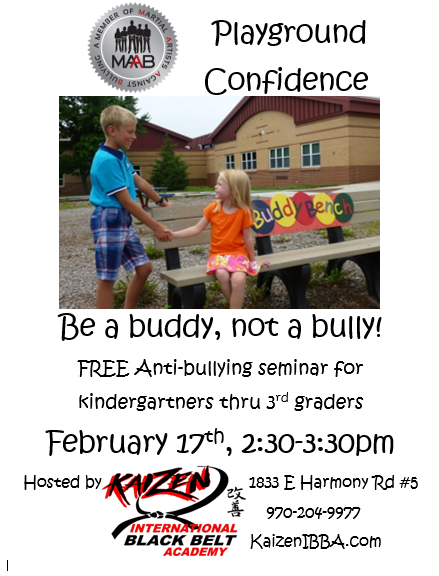 A MEMBER OF MARTIAL ARTISTS AGAINST BULLYING
MAAB
Playground
Confidence
Buddy Bench
Be a buddy, not a bully!
FREE Anti-bullying seminar for
kindergartners thru 3rd graders
February 17th, 2:30-3:30pm
Hosted by
KAIZEN
改善
INTERNATIONAL
BLACK BELT
ACADEMY
1833 E Harmony Rd #5
970-204-9977
KaizenIBBA.com